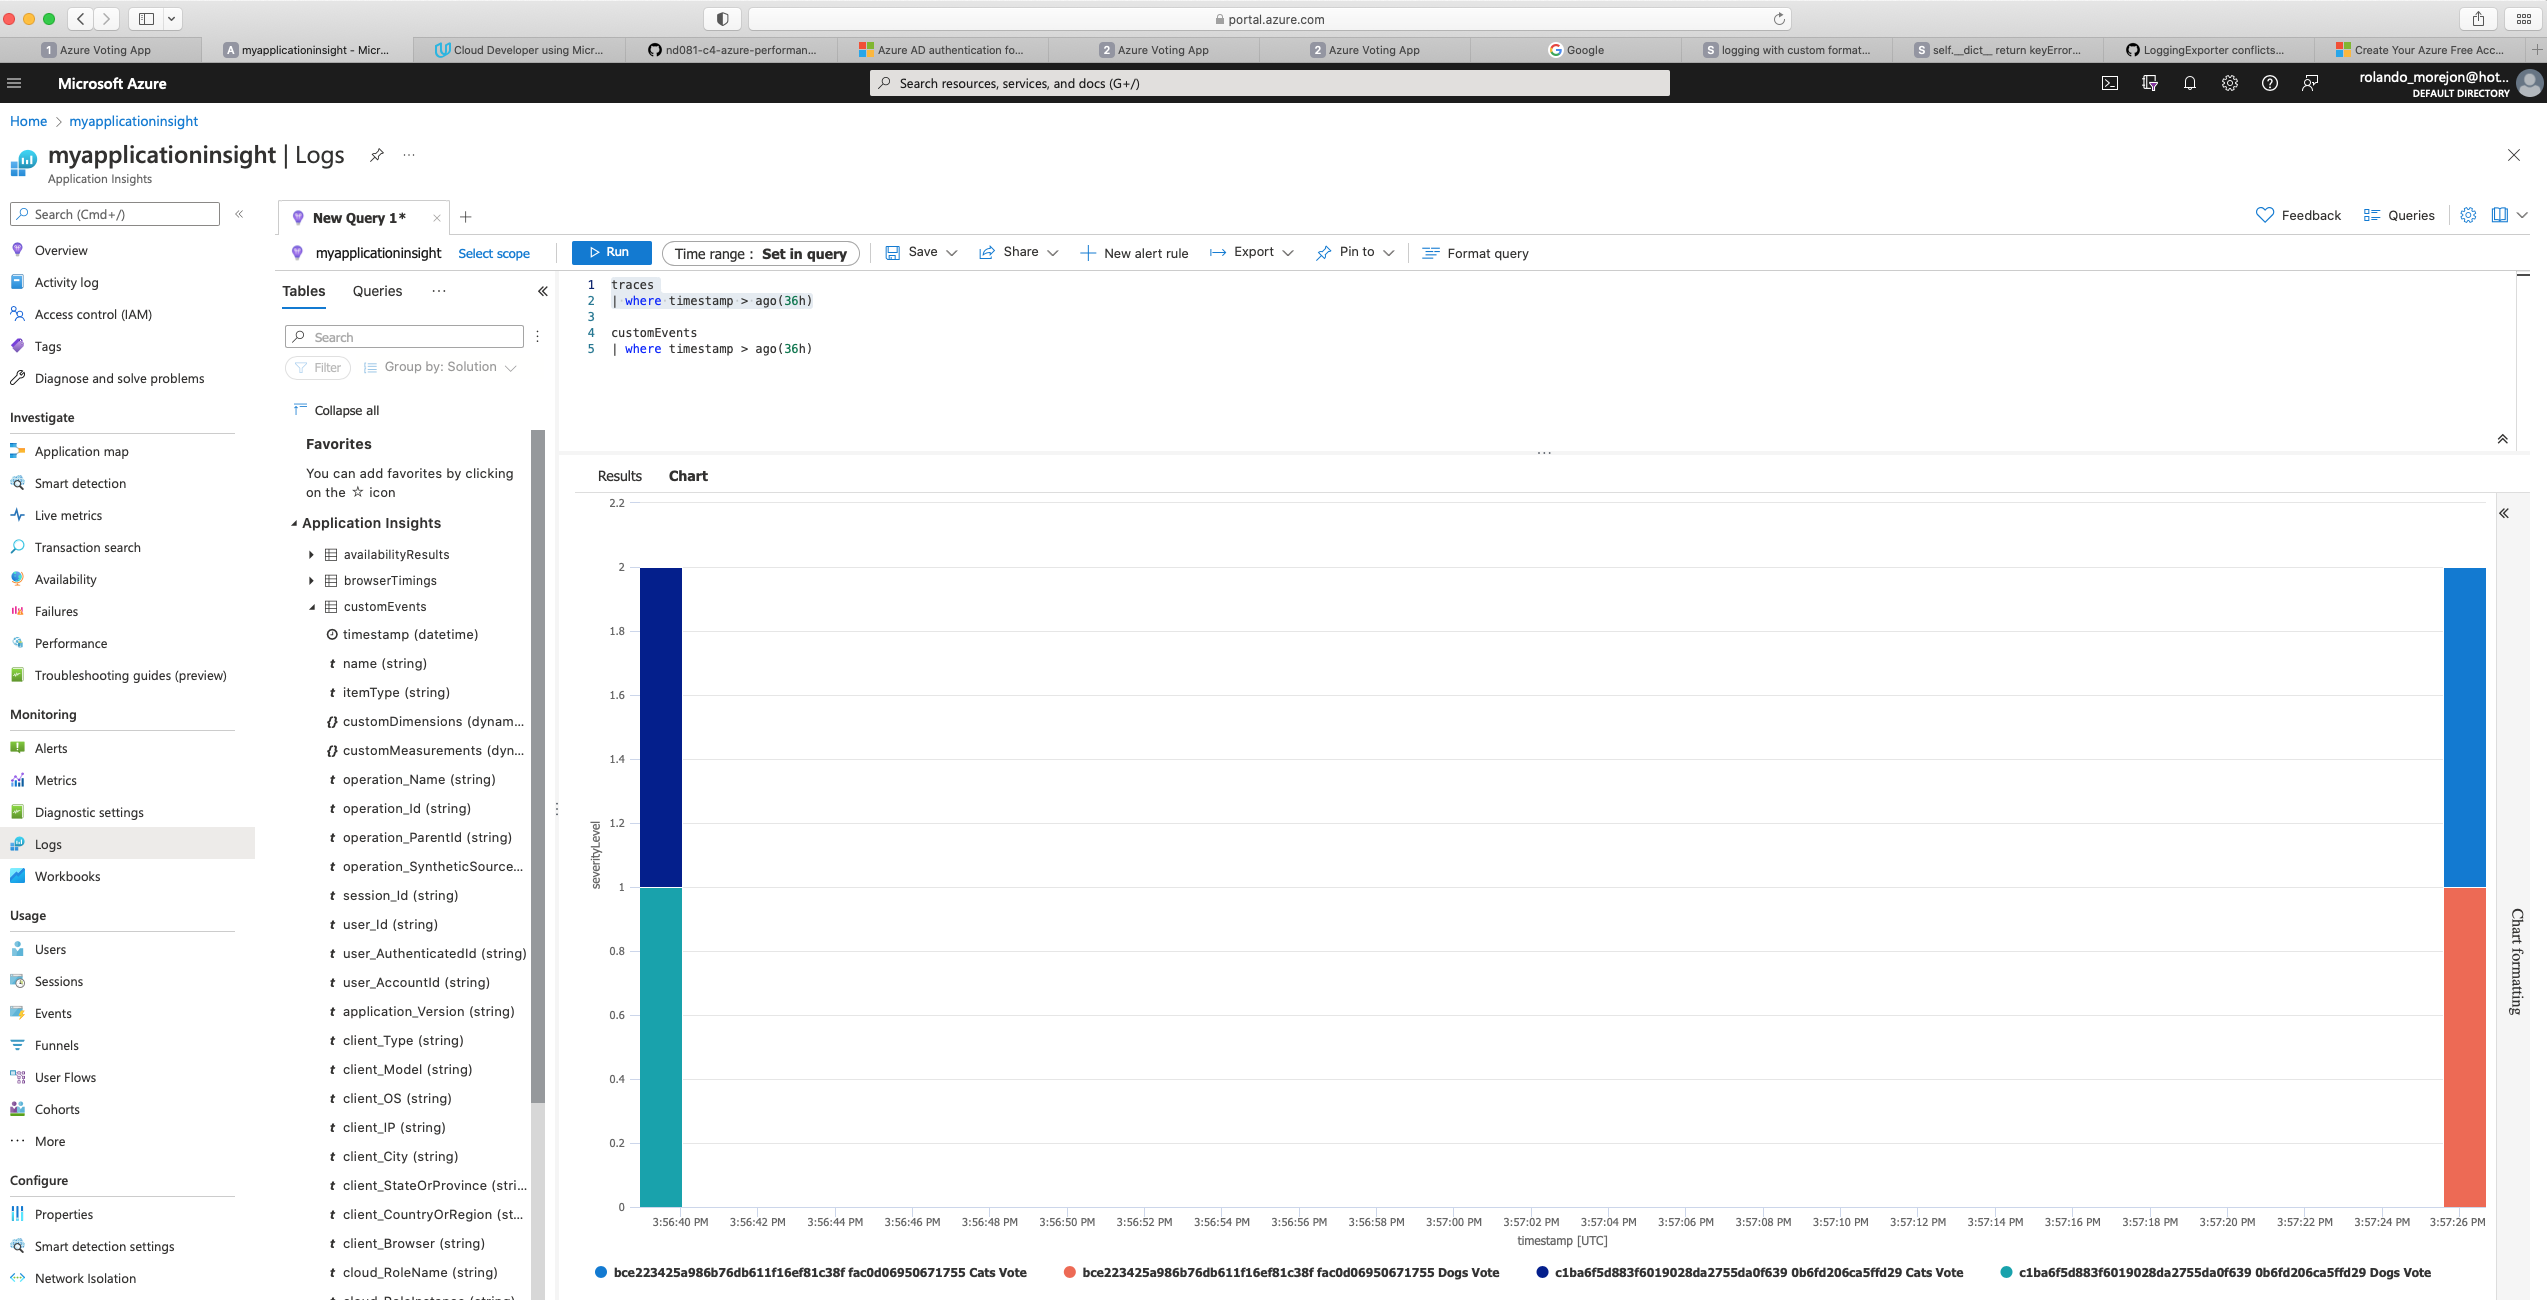 portal.azure.com
1 Azure Voting App
A myapplicationinsight - Micr...
Cloud Developer using Micr...
nd081-c4-azure-performan...
Azure AD authentication fo...
2 Azure Voting App
2 Azure Voting App
Google
S logging with custom format...
S self.__dict__ return keyError...
LoggingExporter conflicts...
Create Your Azure Free Acc...
Microsoft Azure
Search resources, services, and docs (G+/)
rolando_morejon@hot...
DEFAULT DIRECTORY
Home > myapplicationinsight
myapplicationinsight | Logs
Application Insights
Search (Cmd+/)
Overview
Activity log
Access control (IAM)
Tags
Diagnose and solve problems
Investigate
Application map
Smart detection
Live metrics
Transaction search
Availability
Failures
Performance
Troubleshooting guides (preview)
Monitoring
Alerts
Metrics
Diagnostic settings
Logs
Workbooks
Usage
Users
Sessions
Events
Funnels
User Flows
Cohorts
More
Configure
Properties
Smart detection settings
Network Isolation
New Query 1*
Feedback
Queries
myapplicationinsight
Select scope
Run
Time range : Set in query
Save
Share
New alert rule
Export
Pin to
Format query
Tables
Queries
Search
Filter
Group by: Solution
Collapse all
Favorites
You can add favorites by clicking
on the ☆ icon
Application Insights
availabilityResults
browserTimings
customEvents
timestamp (datetime)
t name (string)
t itemType (string)
{} customDimensions (dynam...
{} customMeasurements (dyn...
t operation_Name (string)
t operation_Id (string)
t operation_ParentId (string)
t operation_SyntheticSource...
t session_Id (string)
t user_Id (string)
t user_AuthenticatedId (string)
t user_AccountId (string)
t application_Version (string)
t client_Type (string)
t client_Model (string)
t client_OS (string)
t client_IP (string)
t client_City (string)
t client_StateOrProvince (stri...
t client_CountryOrRegion (st...
t client_Browser (string)
t cloud_RoleName (string)
1 traces
2 | where timestamp > ago(36h)
3
4 customEvents
5 | where timestamp > ago(36h)
Results
Chart
2.2
2
1.8
1.6
1.4
1.2
1
0.8
0.6
0.4
0.2
0
severityLevel
3:56:40 PM 3:56:42 PM 3:56:44 PM 3:56:46 PM 3:56:48 PM 3:56:50 PM 3:56:52 PM 3:56:54 PM 3:56:56 PM 3:56:58 PM 3:57:00 PM 3:57:02 PM 3:57:04 PM 3:57:06 PM 3:57:08 PM 3:57:10 PM 3:57:12 PM 3:57:14 PM 3:57:16 PM 3:57:18 PM 3:57:20 PM 3:57:22 PM 3:57:24 PM 3:57:26 PM
timestamp [UTC]
bce223425a986b76db611f16ef81c38f fac0d06950671755 Cats Vote
bce223425a986b76db611f16ef81c38f fac0d06950671755 Dogs Vote
c1ba6f5d883f6019028da2755da0f639 0b6fd206ca5ffd29 Cats Vote
c1ba6f5d883f6019028da2755da0f639 0b6fd206ca5ffd29 Dogs Vote
Chart formatting